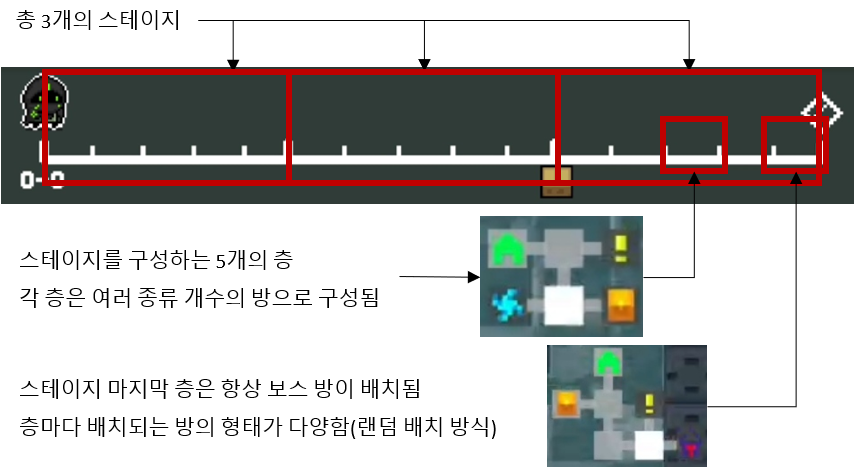 총 3개의 스테이지
0-0
스테이지를 구성하는 5개의 층
각 층은 여러 종류 개수의 방으로 구성됨
스테이지 마지막 층은 항상 보스 방이 배치됨
층마다 배치되는 방의 형태가 다양함(랜덤 배치 방식)